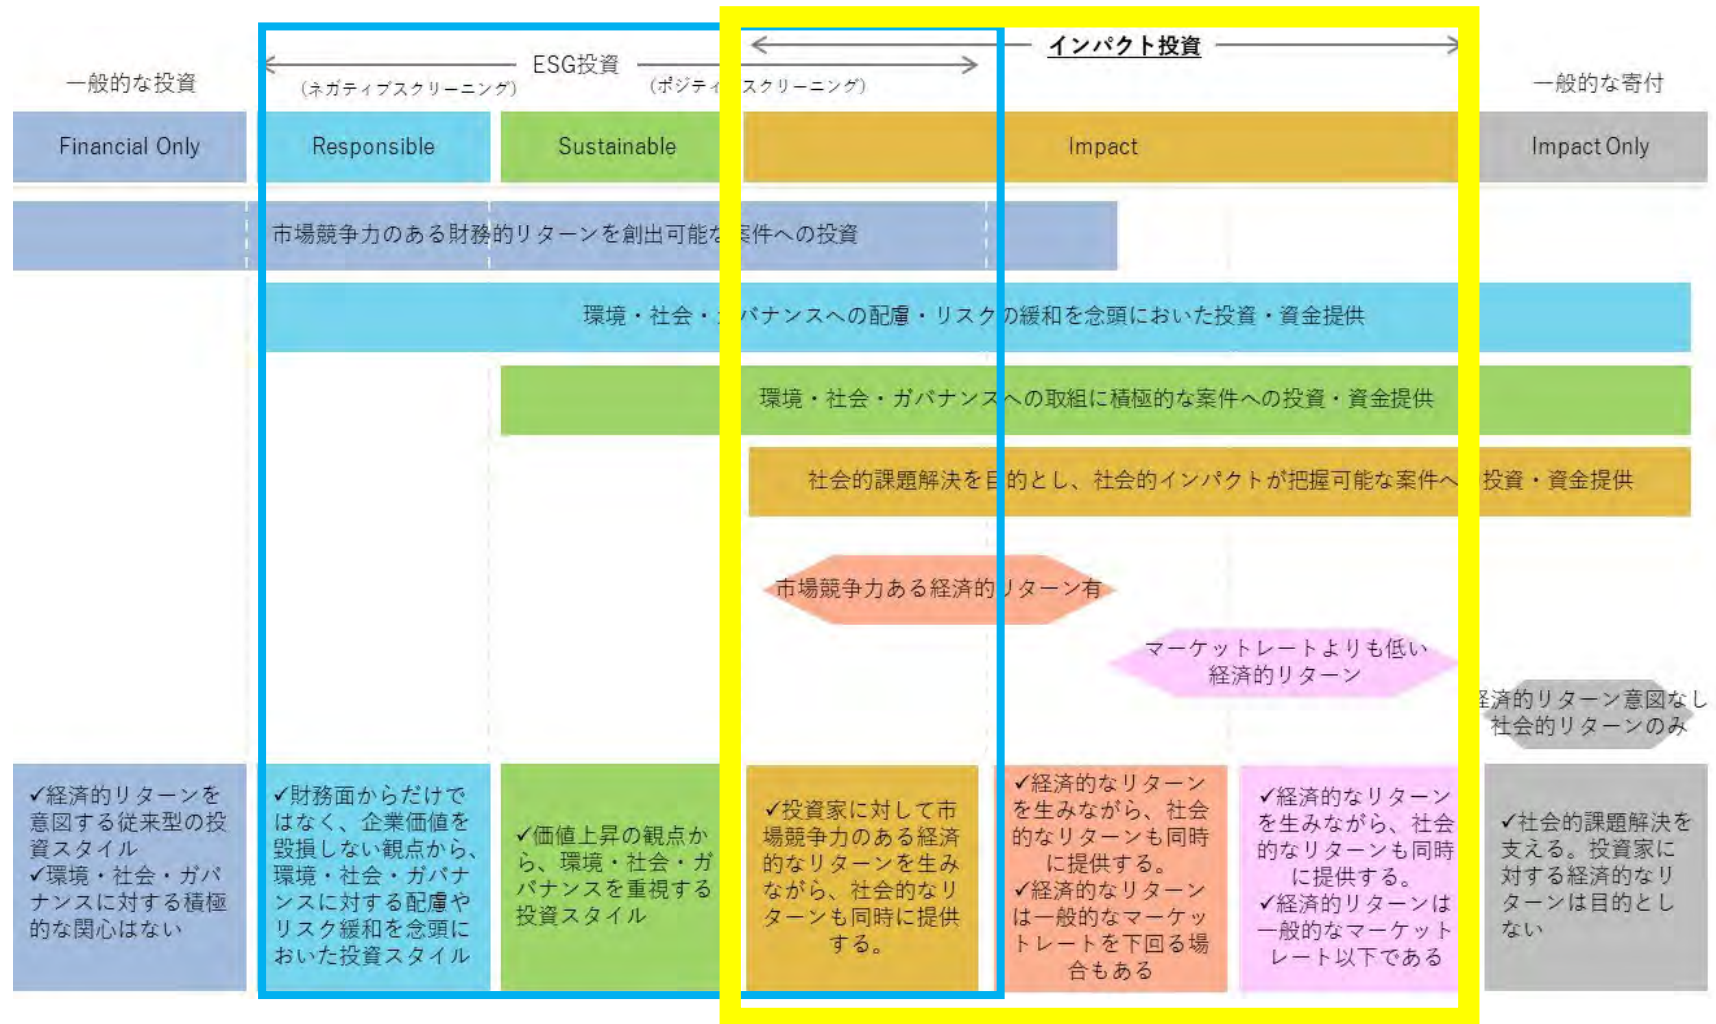 インパクト投資
ESG投資
一般的な投資
(ネガティブスクリーニング)
(ポジティブスクリーニング)
一般的な寄付
Financial Only
Responsible
Sustainable
Impact
Impact Only
市場競争力のある財務的リターンを創出可能な案件への投資
環境・社会・ガバナンスへの配慮・リスクの緩和を念頭においた投資・資金提供
環境・社会・ガバナンスへの取組に積極的な案件への投資・資金提供
社会的課題解決を目的とし、社会的インパクトが把握可能な案件への投資・資金提供
市場競争力ある経済的リターン有
マーケットレートよりも低い
経済的リターン
経済的リターン意図なし
社会的リターンのみ
✓経済的リターンを
意図する従来型の投
資スタイル
✓環境・社会・ガバ
ナンスに対する積極
的な関心はない
✓財務面からだけで
はなく、企業価値を
毀損しない観点から、
環境・社会・ガバナ
ンスに対する配慮や
リスク緩和を念頭に
おいた投資スタイル
✓価値上昇の観点か
ら、環境・社会・ガ
バナンスを重視する
投資スタイル
✓投資家に対して市
場競争力のある経済
的なリターンを生み
ながら、社会的なリ
ターンも同時に提供
する。
✓経済的なリターン
を生みながら、社会
的なリターンも同時
に提供する。
✓経済的なリターン
は一般的なマーケッ
トレートを下回る場
合もある
✓経済的なリターン
を生みながら、社会
的なリターンも同時
に提供する。
✓経済的リターンは
一般的なマーケット
レート以下である
✓社会的課題解決を
支える。投資家に
対する経済的なリ
ターンは目的とし
ない